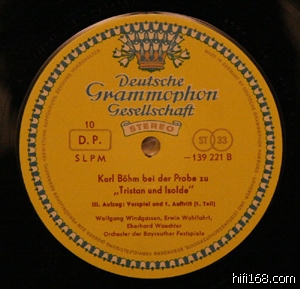 Deutsche
Grammophon
Gesellschaft
STEREO
10
D. P.
SLPM
ST 33
139 221 B
Karl Böhm bei der Probe zu
„Tristan und Isolde"
III. Aufzug: Vorspiel und 1. Auftritt (1. Teil)
Wolfgang Windgassen, Erwin Wohlfahrt,
Eberhard Waechter
Orchester der Bayreuther Festspiele
hifi168.com